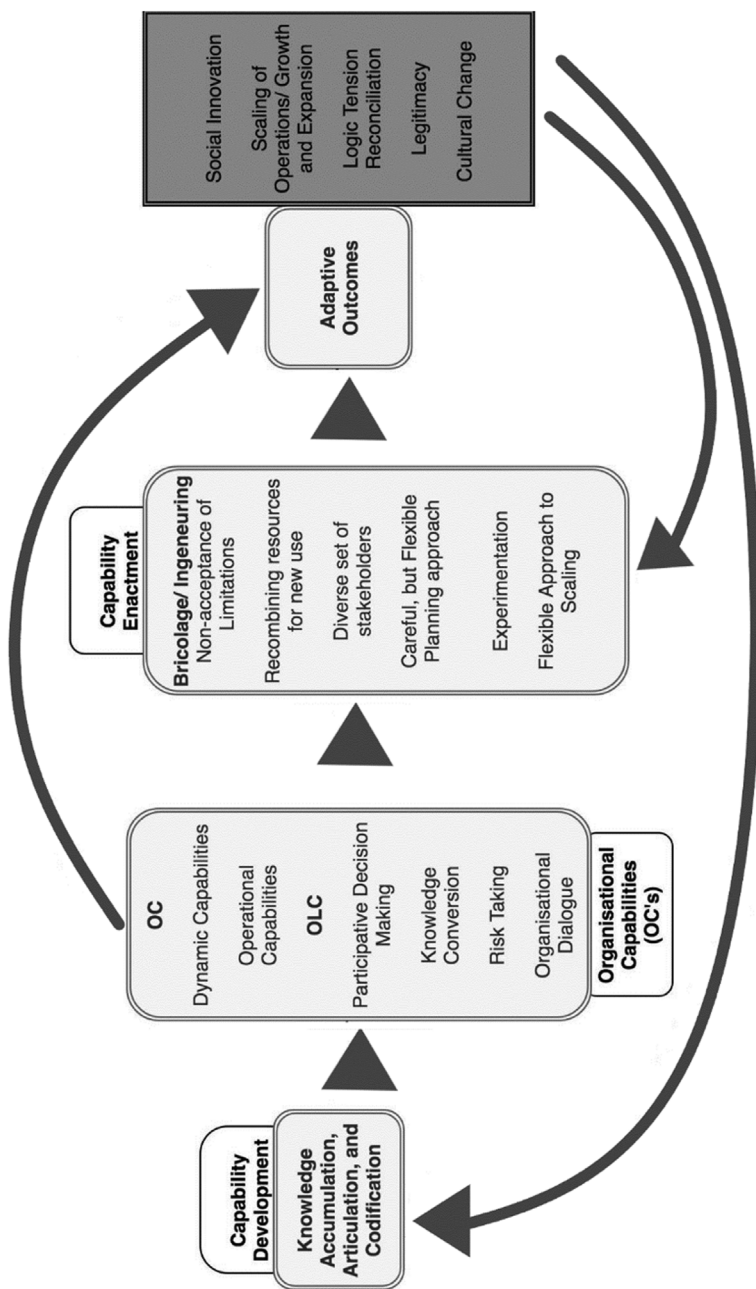 Capability
Development
Knowledge
Accumulation,
Articulation, and
Codification
OC
Dynamic Capabilities
Operational
Capabilities
OLC
Participative Decision
Making
Knowledge
Conversion
Risk Taking
Organisational
Dialogue
Organisational
Capabilities
(OC's)
Capability
Enactment
Bricolage/ Ingeneuring
Non-acceptance of
Limitations
Recombining resources
for new use
Diverse set of
stakeholders
Careful, but Flexible
Planning approach
Experimentation
Flexible Approach to
Scaling
Adaptive
Outcomes
Social Innovation
Scaling of
Operations/ Growth
and Expansion
Logic Tension
Reconciliation
Legitimacy
Cultural Change